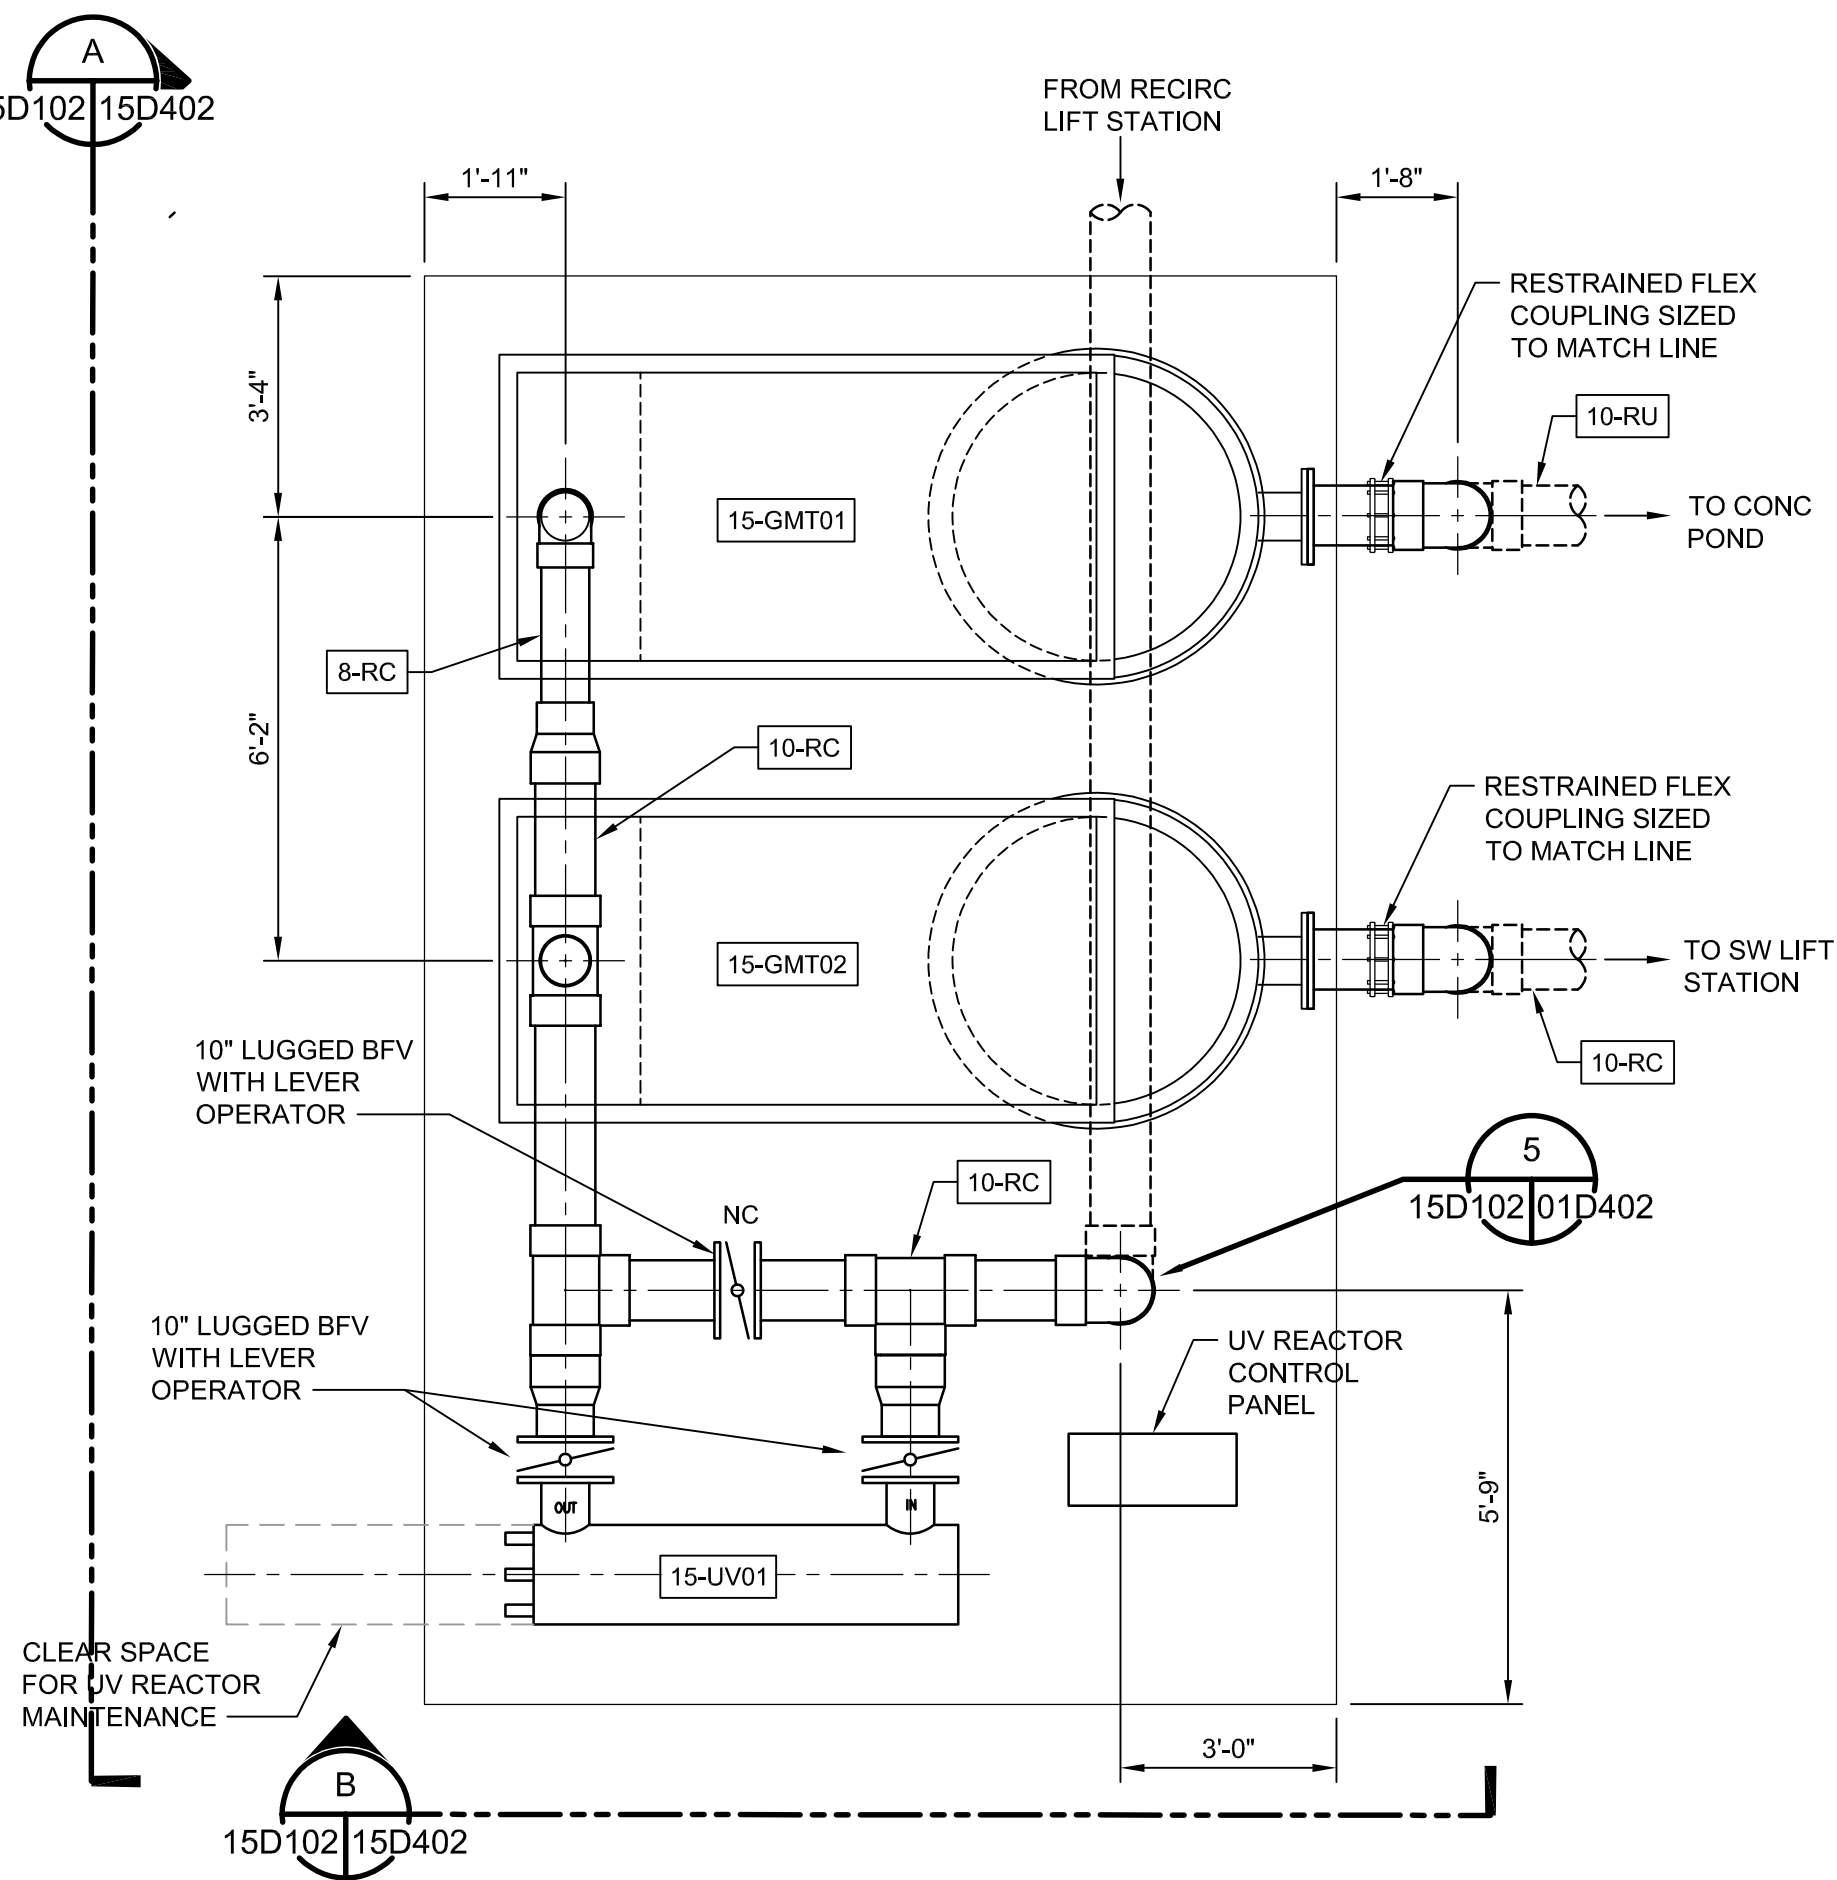 A
15D402
FROM RECIRC
LIFT STATION
1'-11"
1'-8"
RESTRAINED FLEX
COUPLING SIZED
TO MATCH LINE
3'-4"
10-RU
15-GMT01
TO CONC
POND
8-RC
6'-2"
10-RC
RESTRAINED FLEX
COUPLING SIZED
TO MATCH LINE
15-GMT02
TO SW LIFT
STATION
10" LUGGED BFV
WITH LEVER
OPERATOR
10-RC
5
15D102 01D402
10-RC
NC
10" LUGGED BFV
WITH LEVER
OPERATOR
UV REACTOR
CONTROL
PANEL
5'-9"
OUT
IN
15-UV01
CLEAR SPACE
FOR UV REACTOR
MAINTENANCE
3'-0"
B
15D102 15D402